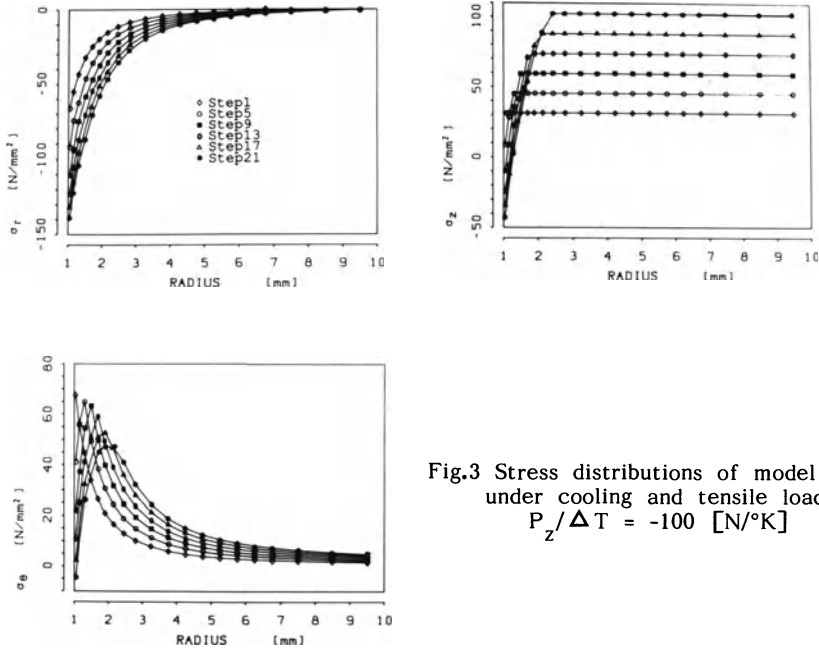 0
-50
-100
-150
σr [N/mm²]
Step1
Step5
Step9
Step13
Step17
Step21
1 2 3 4 5 6 7 8 9 10
RADIUS [mm]
100
50
0
-50
σz [N/mm²]
1 2 3 4 5 6 7 8 9 10
RADIUS [mm]
80
60
40
20
0
σθ [N/mm²]
1 2 3 4 5 6 7 8 9 10
RADIUS [mm]
Fig.3 Stress distributions of model
under cooling and tensile load
Pz/ΔT = -100 [N/°K]